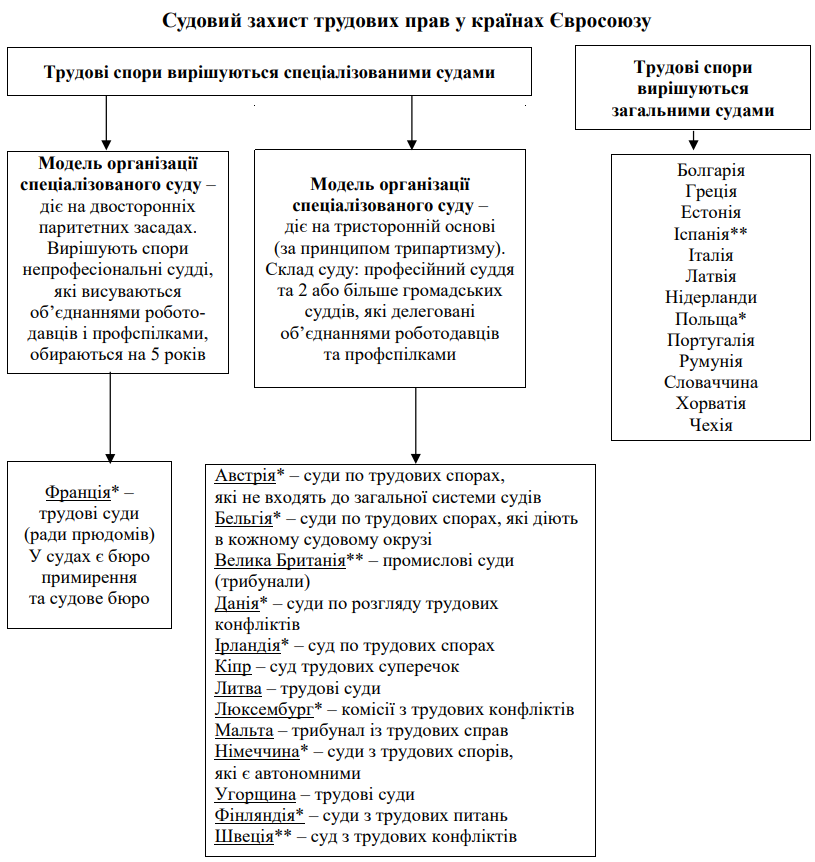 Судовий захист трудових прав у країнах Євросоюзу
Трудові спори вирішуються спеціалізованими судами
Трудові спори
вирішуються
загальними судами
Модель організації
спеціалізованого суду –
діє на двосторонніх
паритетних засадах.
Вирішують спори
непрофесіональні судді,
які висуваються
об’єднаннями робото-
давців і профспілками,
обираються на 5 років
Модель організації
спеціалізованого суду –
діє на тристоронній основі
(за принципом трипартизму).
Склад суду: професійний суддя
та 2 або більше громадських
суддів, які делеговані
об’єднаннями роботодавців
та профспілками
Болгарія
Греція
Естонія
Іспанія**
Італія
Латвія
Нідерланди
Польща*
Португалія
Румунія
Словаччина
Хорватія
Чехія
Франція* –
трудові суди
(ради прюдомів)
У судах є бюро
примирення
та судове бюро
Австрія* – суди по трудових спорах,
які не входять до загальної системи судів
Бельгія* – суди по трудових спорах, які діють
в кожному судовому окрузі
Велика Британія** – промислові суди
(трибунали)
Данія* – суди по розгляду трудових
конфліктів
Ірландія* – суд по трудових спорах
Кіпр – суд трудових суперечок
Литва – трудові суди
Люксембург* – комісії з трудових конфліктів
Мальта – трибунал із трудових справ
Німеччина* – суди з трудових спорів,
які є автономними
Угорщина – трудові суди
Фінляндія* – суди з трудових питань
Швеція** – суд з трудових конфліктів